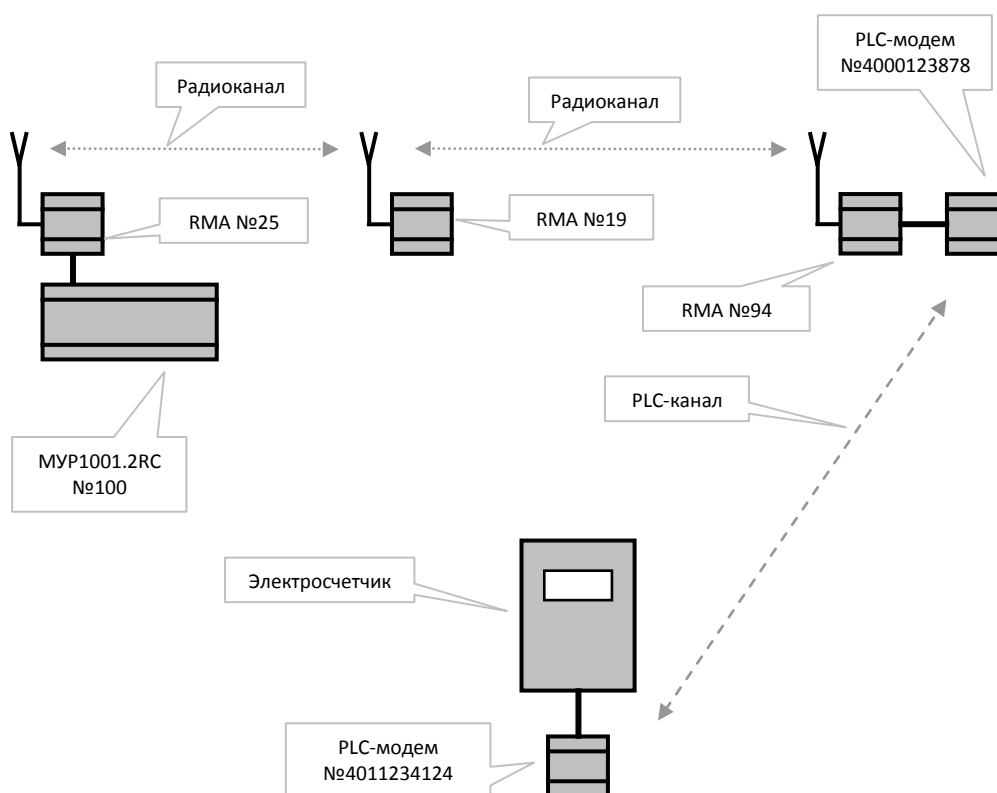 PLC-модем
№4000123878
Радиоканал
Радиоканал
RMA №25
RMA №19
RMA №94
PLC-канал
МУР1001.2RC
№100
Электросчетчик
PLC-модем
№4011234124